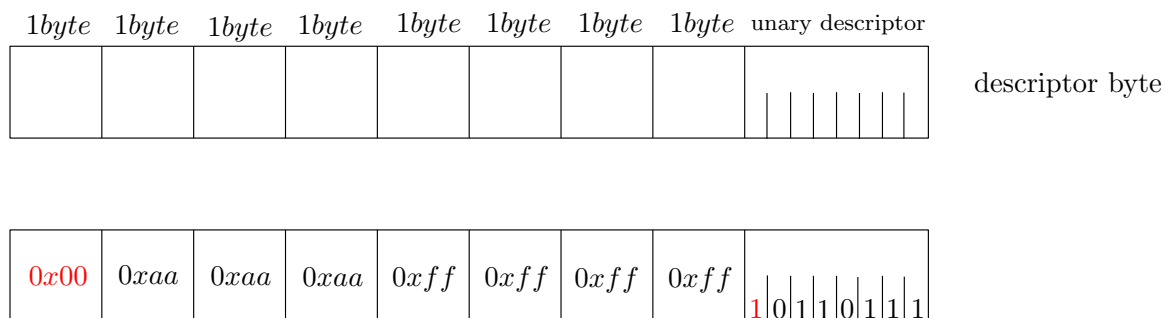 1byte 1byte 1byte 1byte 1byte 1byte 1byte 1byte unary descriptor
descriptor byte
0x00 0xaa 0xaa 0xaa 0xff 0xff 0xff 0xff
1 0 1 1 0 1 1 1